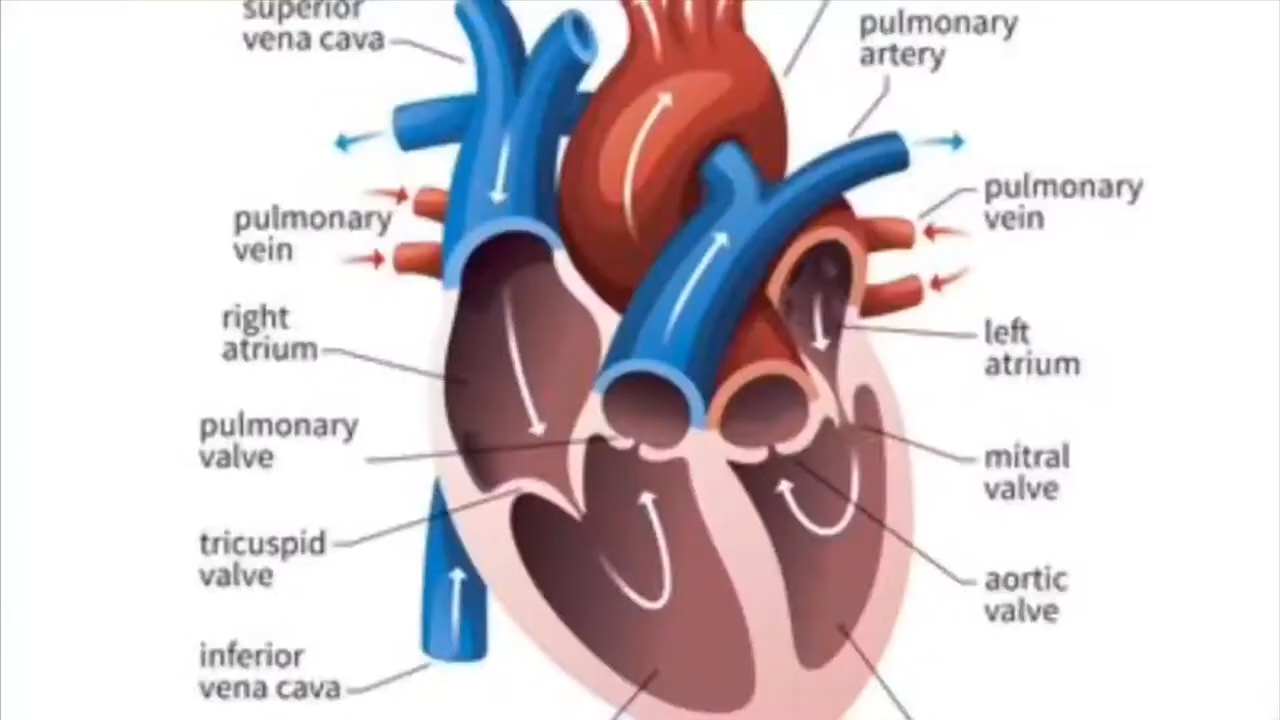 superior
vena cava
pulmonary
artery
pulmonary
vein
pulmonary
vein
right
atrium
left
atrium
pulmonary
valve
mitral
valve
tricuspid
valve
aortic
valve
inferior
vena cava